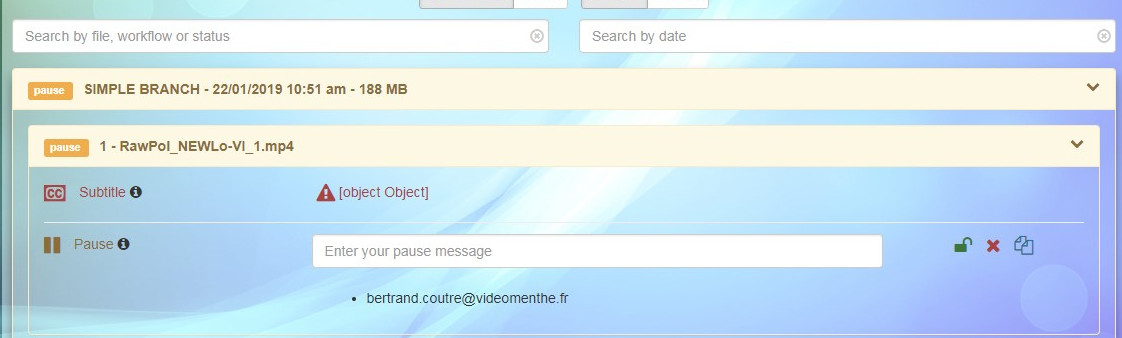 Search by file, workflow or status
Search by date
pause SIMPLE BRANCH - 22/01/2019 10:51 am - 188 MB
pause 1 - RawPol_NEWLo-Vl_1.mp4
CC Subtitle [object Object]
Pause Enter your pause message
bertrand.coutre@videomenthe.fr